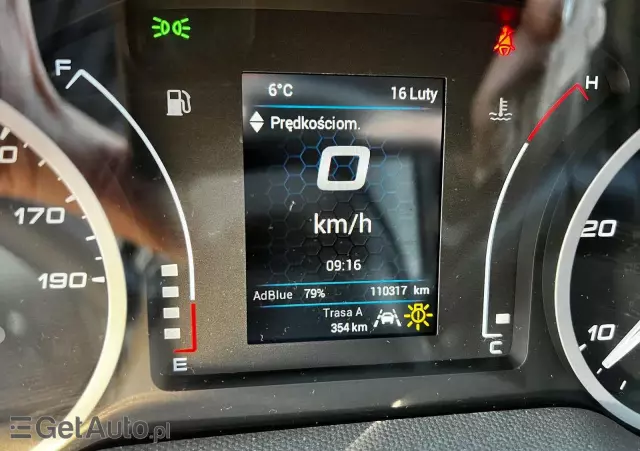 F
H
6°C 16 Luty
Prędkościom.
0
km/h
09:16
AdBlue 79% 110317 km
Trasa A
354 km
E
C
170
190
20
10
GetAuto.pl